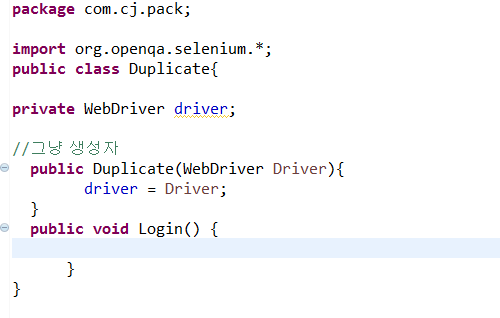 package com.cj.pack;
import org.openqa.selenium.*;
public class Duplicate{
private WebDriver driver;
//그냥 생성자
public Duplicate(WebDriver Driver){
driver = Driver;
}
public void Login() {
}
}